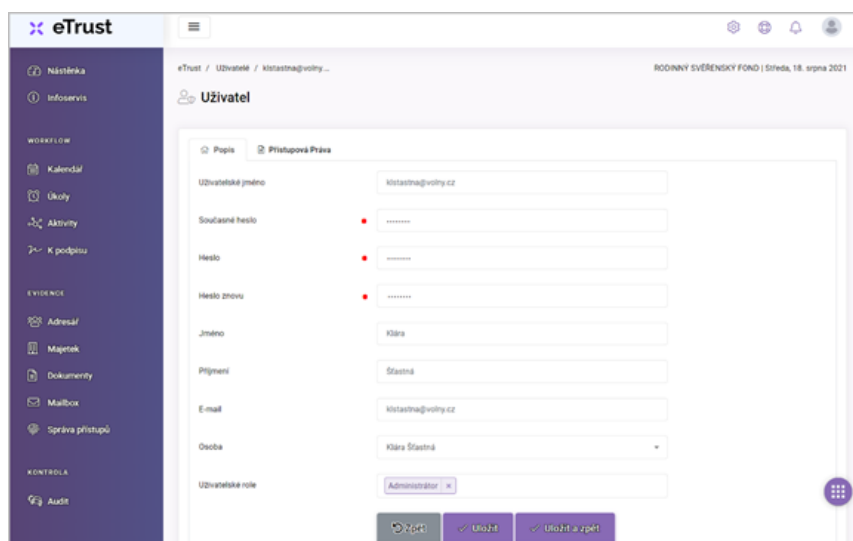 eTrust
Nástěnka
Infoservis
WORKFLOW
Kalendář
Úkoly
Aktivity
K podpisu
EVIDENCE
Adresář
Majetek
Dokumenty
Mailbox
Správa přístupů
KONTROLA
Audit
eTrust / Uživatelé / klstastna@volny...
RODINNÝ SVĚŘENSKÝ FOND | Středa, 18. srpna 2021
Uživatel
Popis
Přístupová Práva
Uživatelské jméno klstastna@volny.cz
Současné heslo ••••••••
Heslo ••••••••
Heslo znovu ••••••••
Jméno Klára
Příjmení Šťastná
E-mail klstastna@volny.cz
Osoba Klára Šťastná
Uživatelské role Administrátor ×
Zpět
Uložit
Uložit a zpět